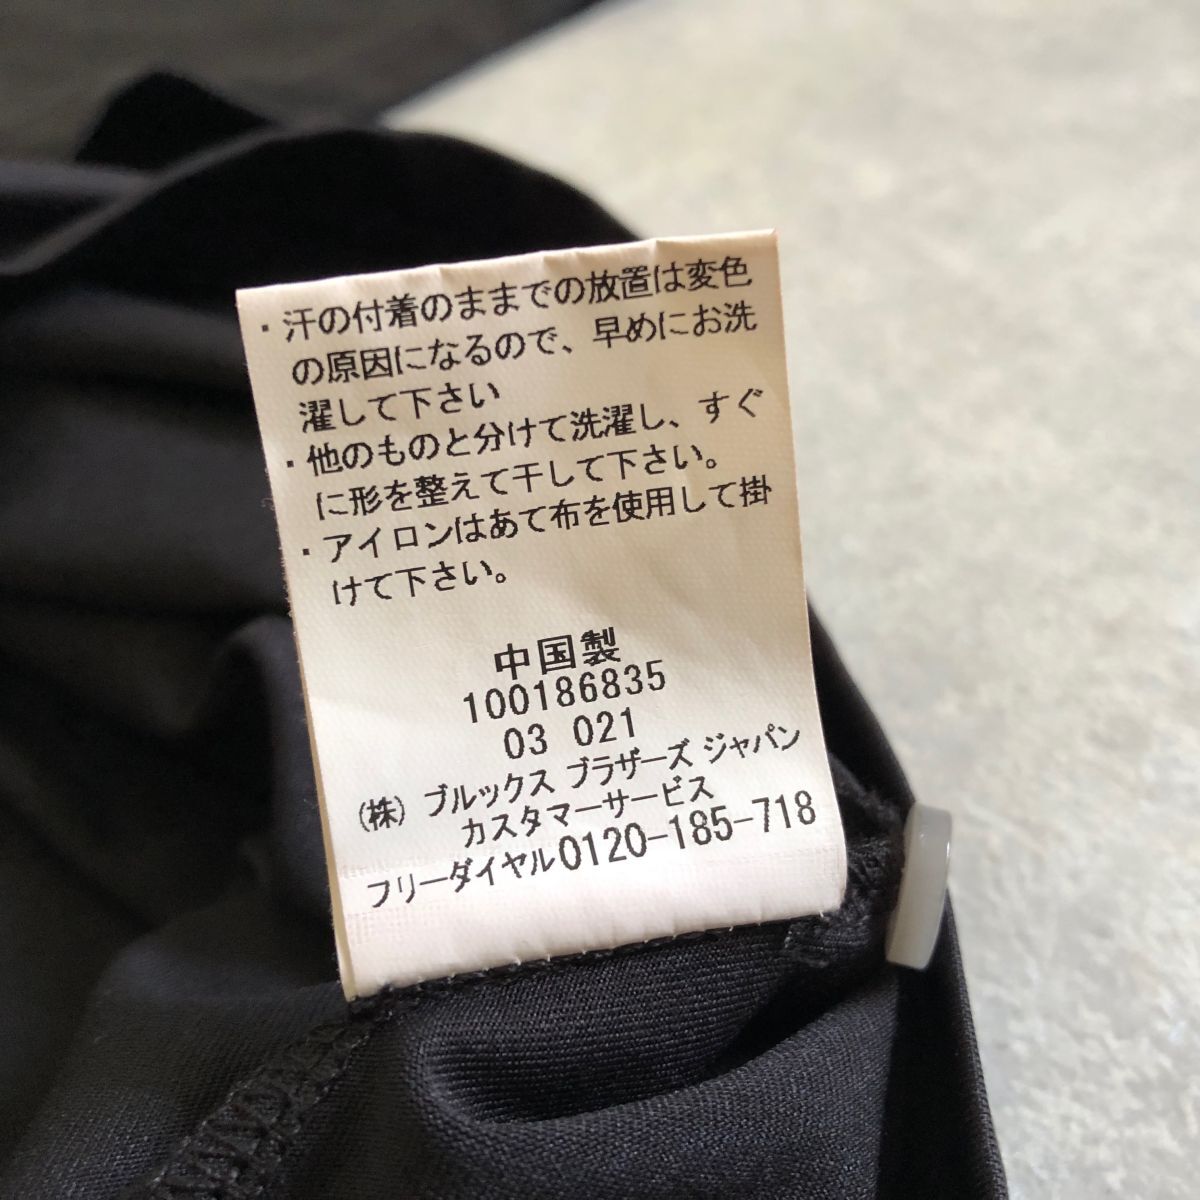 ・汗の付着のままでの放置は変色
の原因になるので、早めにお洗
濯して下さい
・他のものと分けて洗濯し、すぐ
に形を整えて干して下さい。
・アイロンはあて布を使用して掛
けて下さい。
中国製
100186835
03 021
(株) ブルックス ブラザーズ ジャパン
カスタマーサービス
フリーダイヤル0120-185-718